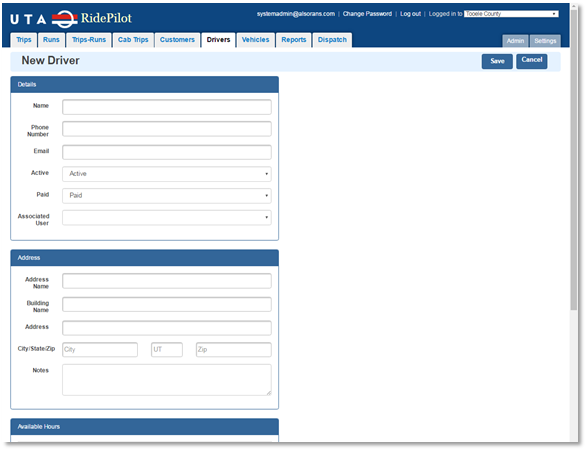 UTA RidePilot
systemadmin@alsorans.com | Change Password | Log out | Logged in to Tooele County
Trips Runs Trips-Runs Cab Trips Customers Drivers Vehicles Reports Dispatch Admin Settings
New Driver Save Cancel
Details
Name
Phone
Number
Email
Active Active
Paid Paid
Associated
User
Address
Address
Name
Building
Name
Address
City/State/Zip City UT Zip
Notes
Available Hours